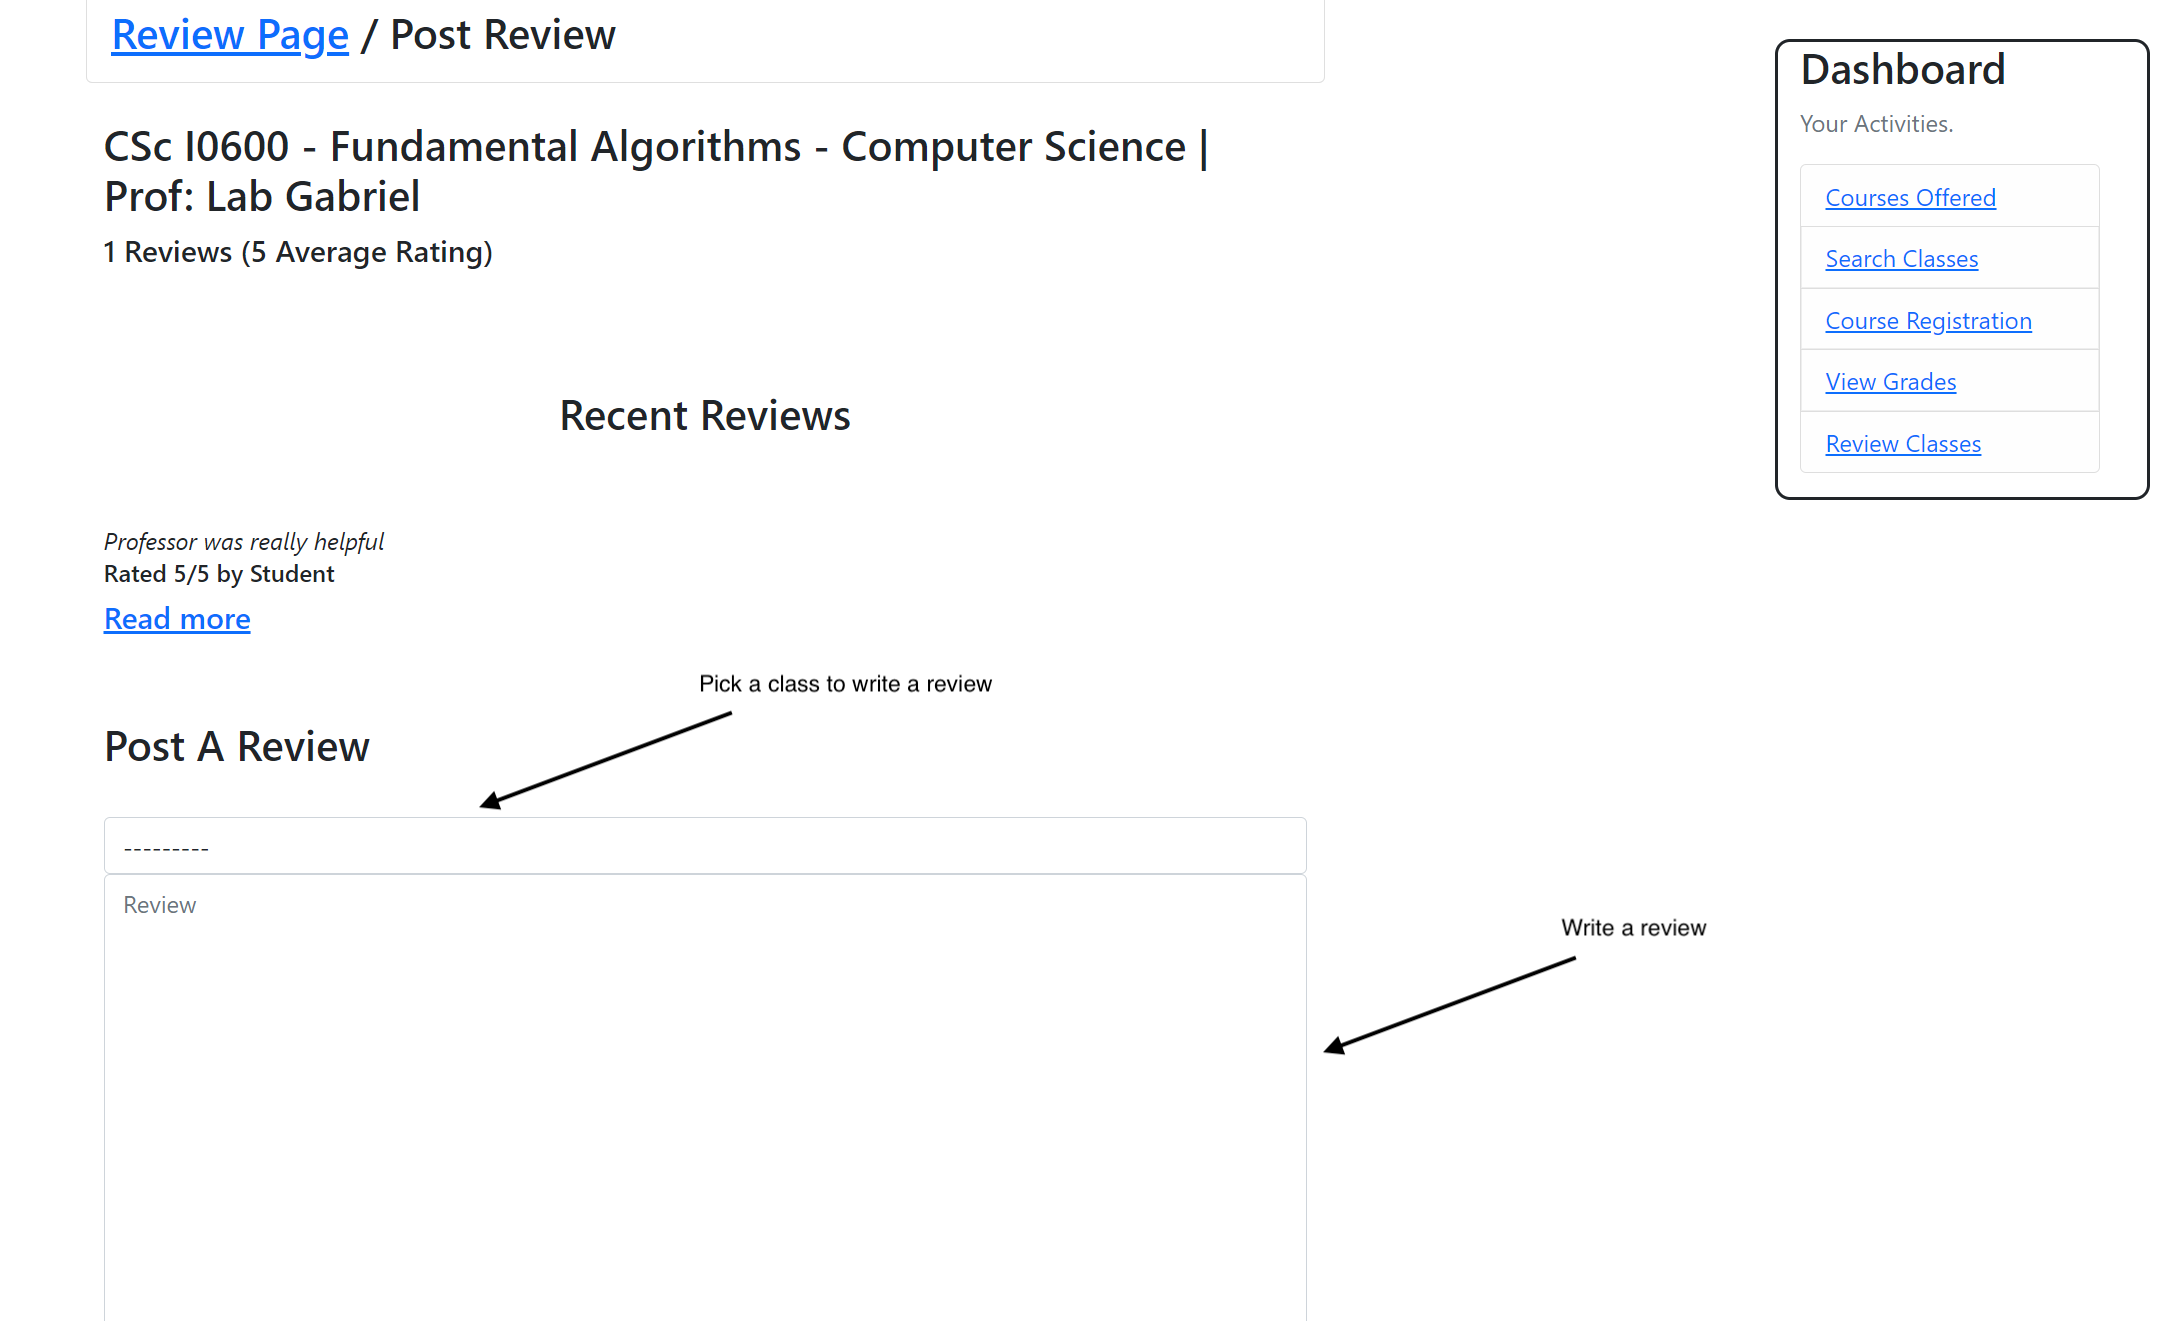 Review Page / Post Review
CSc I0600 - Fundamental Algorithms - Computer Science |
Prof: Lab Gabriel
1 Reviews (5 Average Rating)
Recent Reviews
Professor was really helpful
Rated 5/5 by Student
Read more
Pick a class to write a review
Post A Review
---------
Review
Write a review
Dashboard
Your Activities.
Courses Offered
Search Classes
Course Registration
View Grades
Review Classes